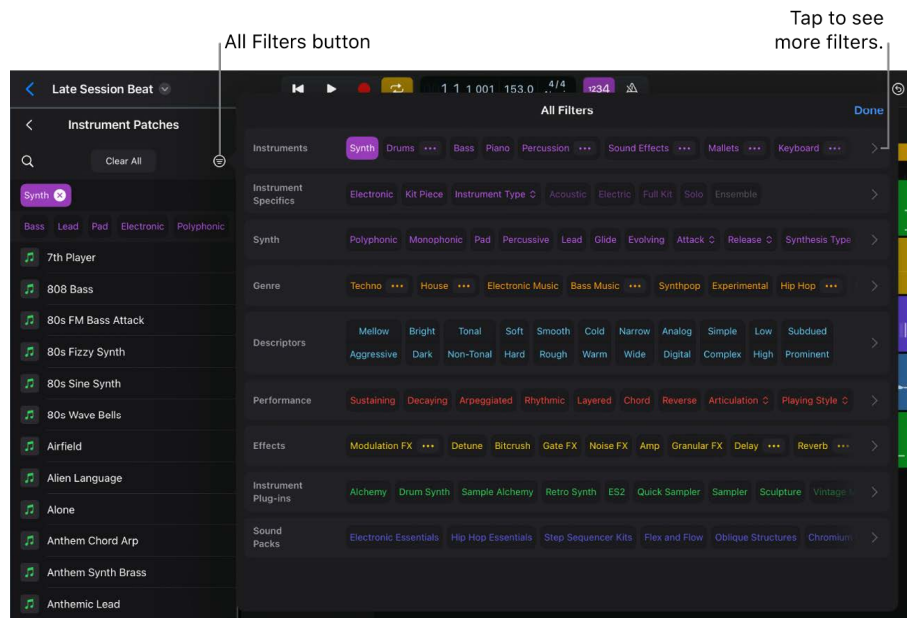 Tap to see
more filters.
All Filters button
Late Session Beat
1 1 1 001 153.0 4/4
1234
Instrument Patches
Clear All
Synth
Bass Lead Pad Electronic Polyphonic
7th Player
808 Bass
80s FM Bass Attack
80s Fizzy Synth
80s Sine Synth
80s Wave Bells
Airfield
Alien Language
Alone
Anthem Chord Arp
Anthem Synth Brass
Anthemic Lead
All Filters
Done
Instruments
Synth Drums ••• Bass Piano Percussion ••• Sound Effects ••• Mallets ••• Keyboard •••
Instrument
Specifics
Electronic Kit Piece Instrument Type Acoustic Electric Full Kit Solo Ensemble
Synth
Polyphonic Monophonic Pad Percussive Lead Glide Evolving Attack Release Synthesis Type
Genre
Techno ••• House ••• Electronic Music Bass Music ••• Synthpop Experimental Hip Hop •••
Descriptors
Mellow Bright Tonal Soft Smooth Cold Narrow Analog Simple Low Subdued
Aggressive Dark Non-Tonal Hard Rough Warm Wide Digital Complex High Prominent
Performance
Sustaining Decaying Arpeggiated Rhythmic Layered Chord Reverse Articulation Playing Style
Effects
Modulation FX ••• Detune Bitcrush Gate FX Noise FX Amp Granular FX Delay ••• Reverb •••
Instrument
Plug-ins
Alchemy Drum Synth Sample Alchemy Retro Synth ES2 Quick Sampler Sampler Sculpture Vintage
Sound
Packs
Electronic Essentials Hip Hop Essentials Step Sequencer Kits Flex and Flow Oblique Structures Chromium